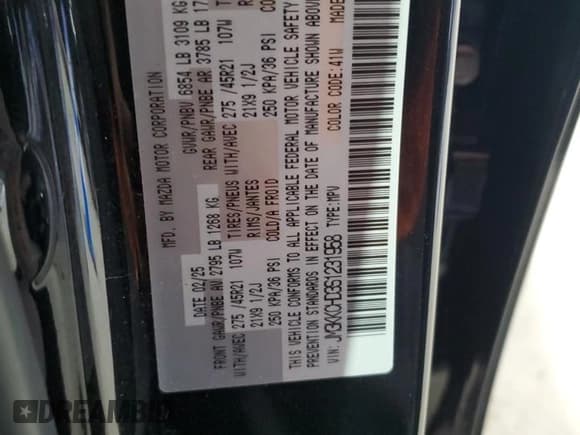 MFD. BY MAZDA MOTOR CORPORATION
DATE 02/25 GVWR/PNBV 6854 LB 3109 KG
FRONT GAWR/PNBE AV 2795 LB 1268 KG REAR GAWR/PNBE AR 3785 LB
WITH/AVEC 275 /45R21 107W TIRES/PNEUS WITH/AVEC 275 /45R21 107W
21X9 1/2J RIMS/JANTES 21X9 1/2J
250 KPA/36 PSI COLD/A FROID 250 KPA/36 PSI
THIS VEHICLE CONFORMS TO ALL APPLICABLE FEDERAL MOTOR VEHICLE SAFETY
PREVENTION STANDARDS IN EFFECT ON THE DATE OF MANUFACTURE SHOWN ABOVE
VIN: JM3KKCHD3S1231958 TYPE:MPV COLOR CODE:41W MADE
DREAMBID